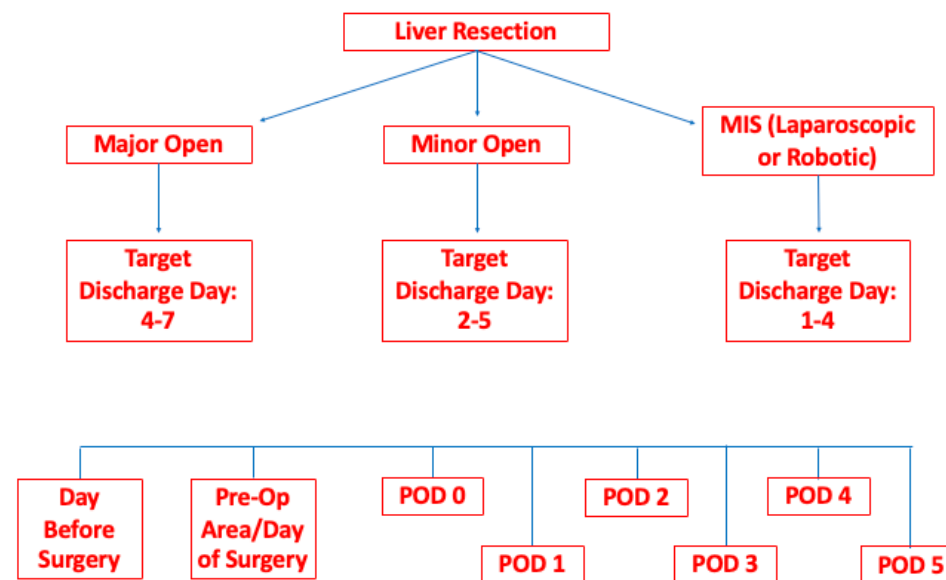 Liver Resection
Major Open
Minor Open
MIS (Laparoscopic
or Robotic)
Target
Discharge Day:
4-7
Target
Discharge Day:
2-5
Target
Discharge Day:
1-4
Day
Before
Surgery
Pre-Op
Area/Day
of Surgery
POD 0
POD 1
POD 2
POD 3
POD 4
POD 5